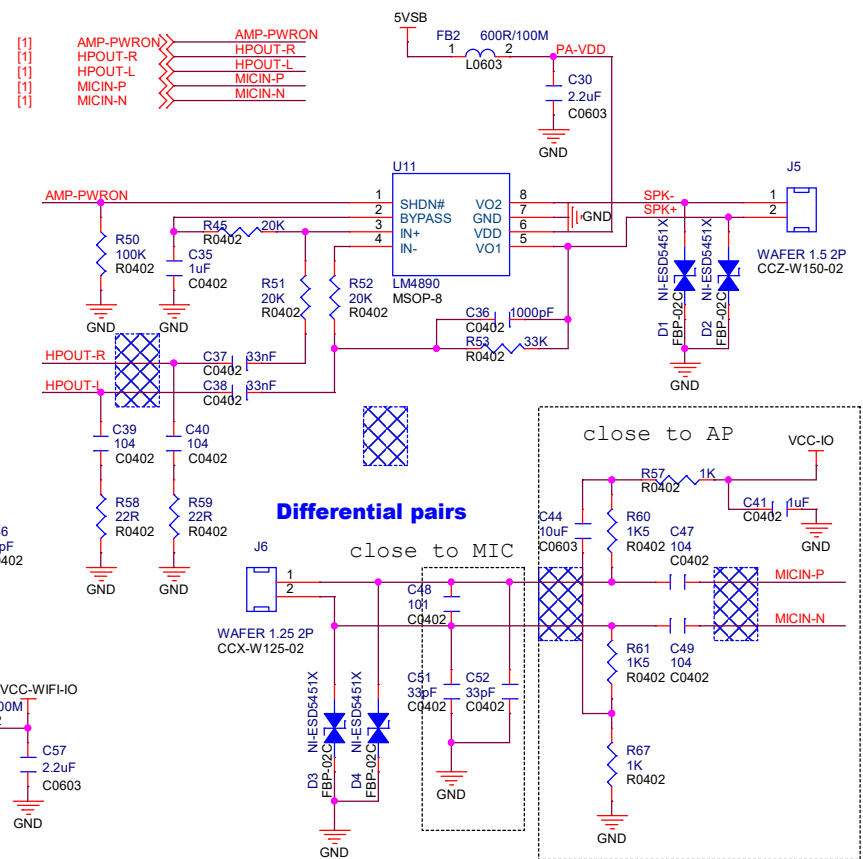 5VSB
FB2 600R/100M
1 2
L0603
PA-VDD
C30
2.2uF
C0603
GND
[1] AMP-PWRON AMP-PWRON
[1] HPOUT-R HPOUT-R
[1] HPOUT-L HPOUT-L
[1] MICIN-P MICIN-P
[1] MICIN-N MICIN-N
U11
1 SHDN# VO2 8
2 BYPASS GND 7
3 IN+ VDD 6
4 IN- VO1 5
LM4890
MSOP-8
GND
AMP-PWRON
R50
100K
R0402
GND
C35
1uF
C0402
GND
R45 20K
R0402
R51
20K
R0402
R52
20K
R0402
C36 1000pF
C0402
R53 33K
R0402
SPK-
SPK+
J5
1
2
WAFER 1.5 2P
CCZ-W150-02
D1 NI-ESD5451X
FBP-02C
D2 NI-ESD5451X
FBP-02C
GND
HPOUT-R
HPOUT-L
C37 33nF
C0402
C38 33nF
C0402
C39
104
C0402
C40
104
C0402
R58
22R
R0402
R59
22R
R0402
GND
GND
Differential pairs
close to MIC
close to AP
VCC-IO
R57 1K
R0402
C41 1uF
C0402
GND
C44
10uF
C0603
R60
1K5
R0402
C47
104
C0402
MICIN-P
MICIN-N
C49
104
C0402
R61
1K5
R0402
R67
1K
R0402
GND
J6
1
2
WAFER 1.25 2P
CCX-W125-02
C48
101
C0402
C51
33pF
C0402
C52
33pF
C0402
GND
D3 NI-ESD5451X
FBP-02C
D4 NI-ESD5451X
FBP-02C
GND
VCC-WIFI-IO
C57
2.2uF
C0603
GND